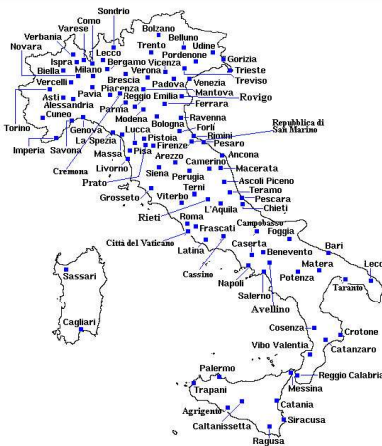 Sondrio
Como
Varese
Verbania
Novara
Bolzano
Belluno
Trento
Udine
Pordenone
Lecco
Ispra
Milano
Bergamo
Vicenza
Gorizia
Biella
Brescia
Verona
Trieste
Treviso
Vercelli
Piacenza
Padova
Venezia
Asti
Pavia
Reggio Emilia
Mantova
Rovigo
Alessandria
Parma
Ferrara
Cuneo
Modena
Ravenna
Torino
Genova
Lucca
Bologna
Forlì
Repubblica di
San Marino
La Spezia
Pistoia
Rimini
Imperia
Savona
Massa
Pisa
Firenze
Pesaro
Cremona
Livorno
Arezzo
Ancona
Prato
Siena
Camerino
Macerata
Perugia
Ascoli Piceno
Grosseto
Viterbo
Terni
Teramo
Rieti
L'Aquila
Pescara
Chieti
Roma
Campobasso
Frascati
Foggia
Città del Vaticano
Latina
Caserta
Benevento
Bari
Cassino
Matera
Lecc
Sassari
Napoli
Potenza
Taranto
Salerno
Avellino
Cagliari
Cosenza
Crotone
Vibo Valentia
Catanzaro
Palermo
Reggio Calabria
Trapani
Messina
Agrigento
Catania
Caltanissetta
Siracusa
Ragusa